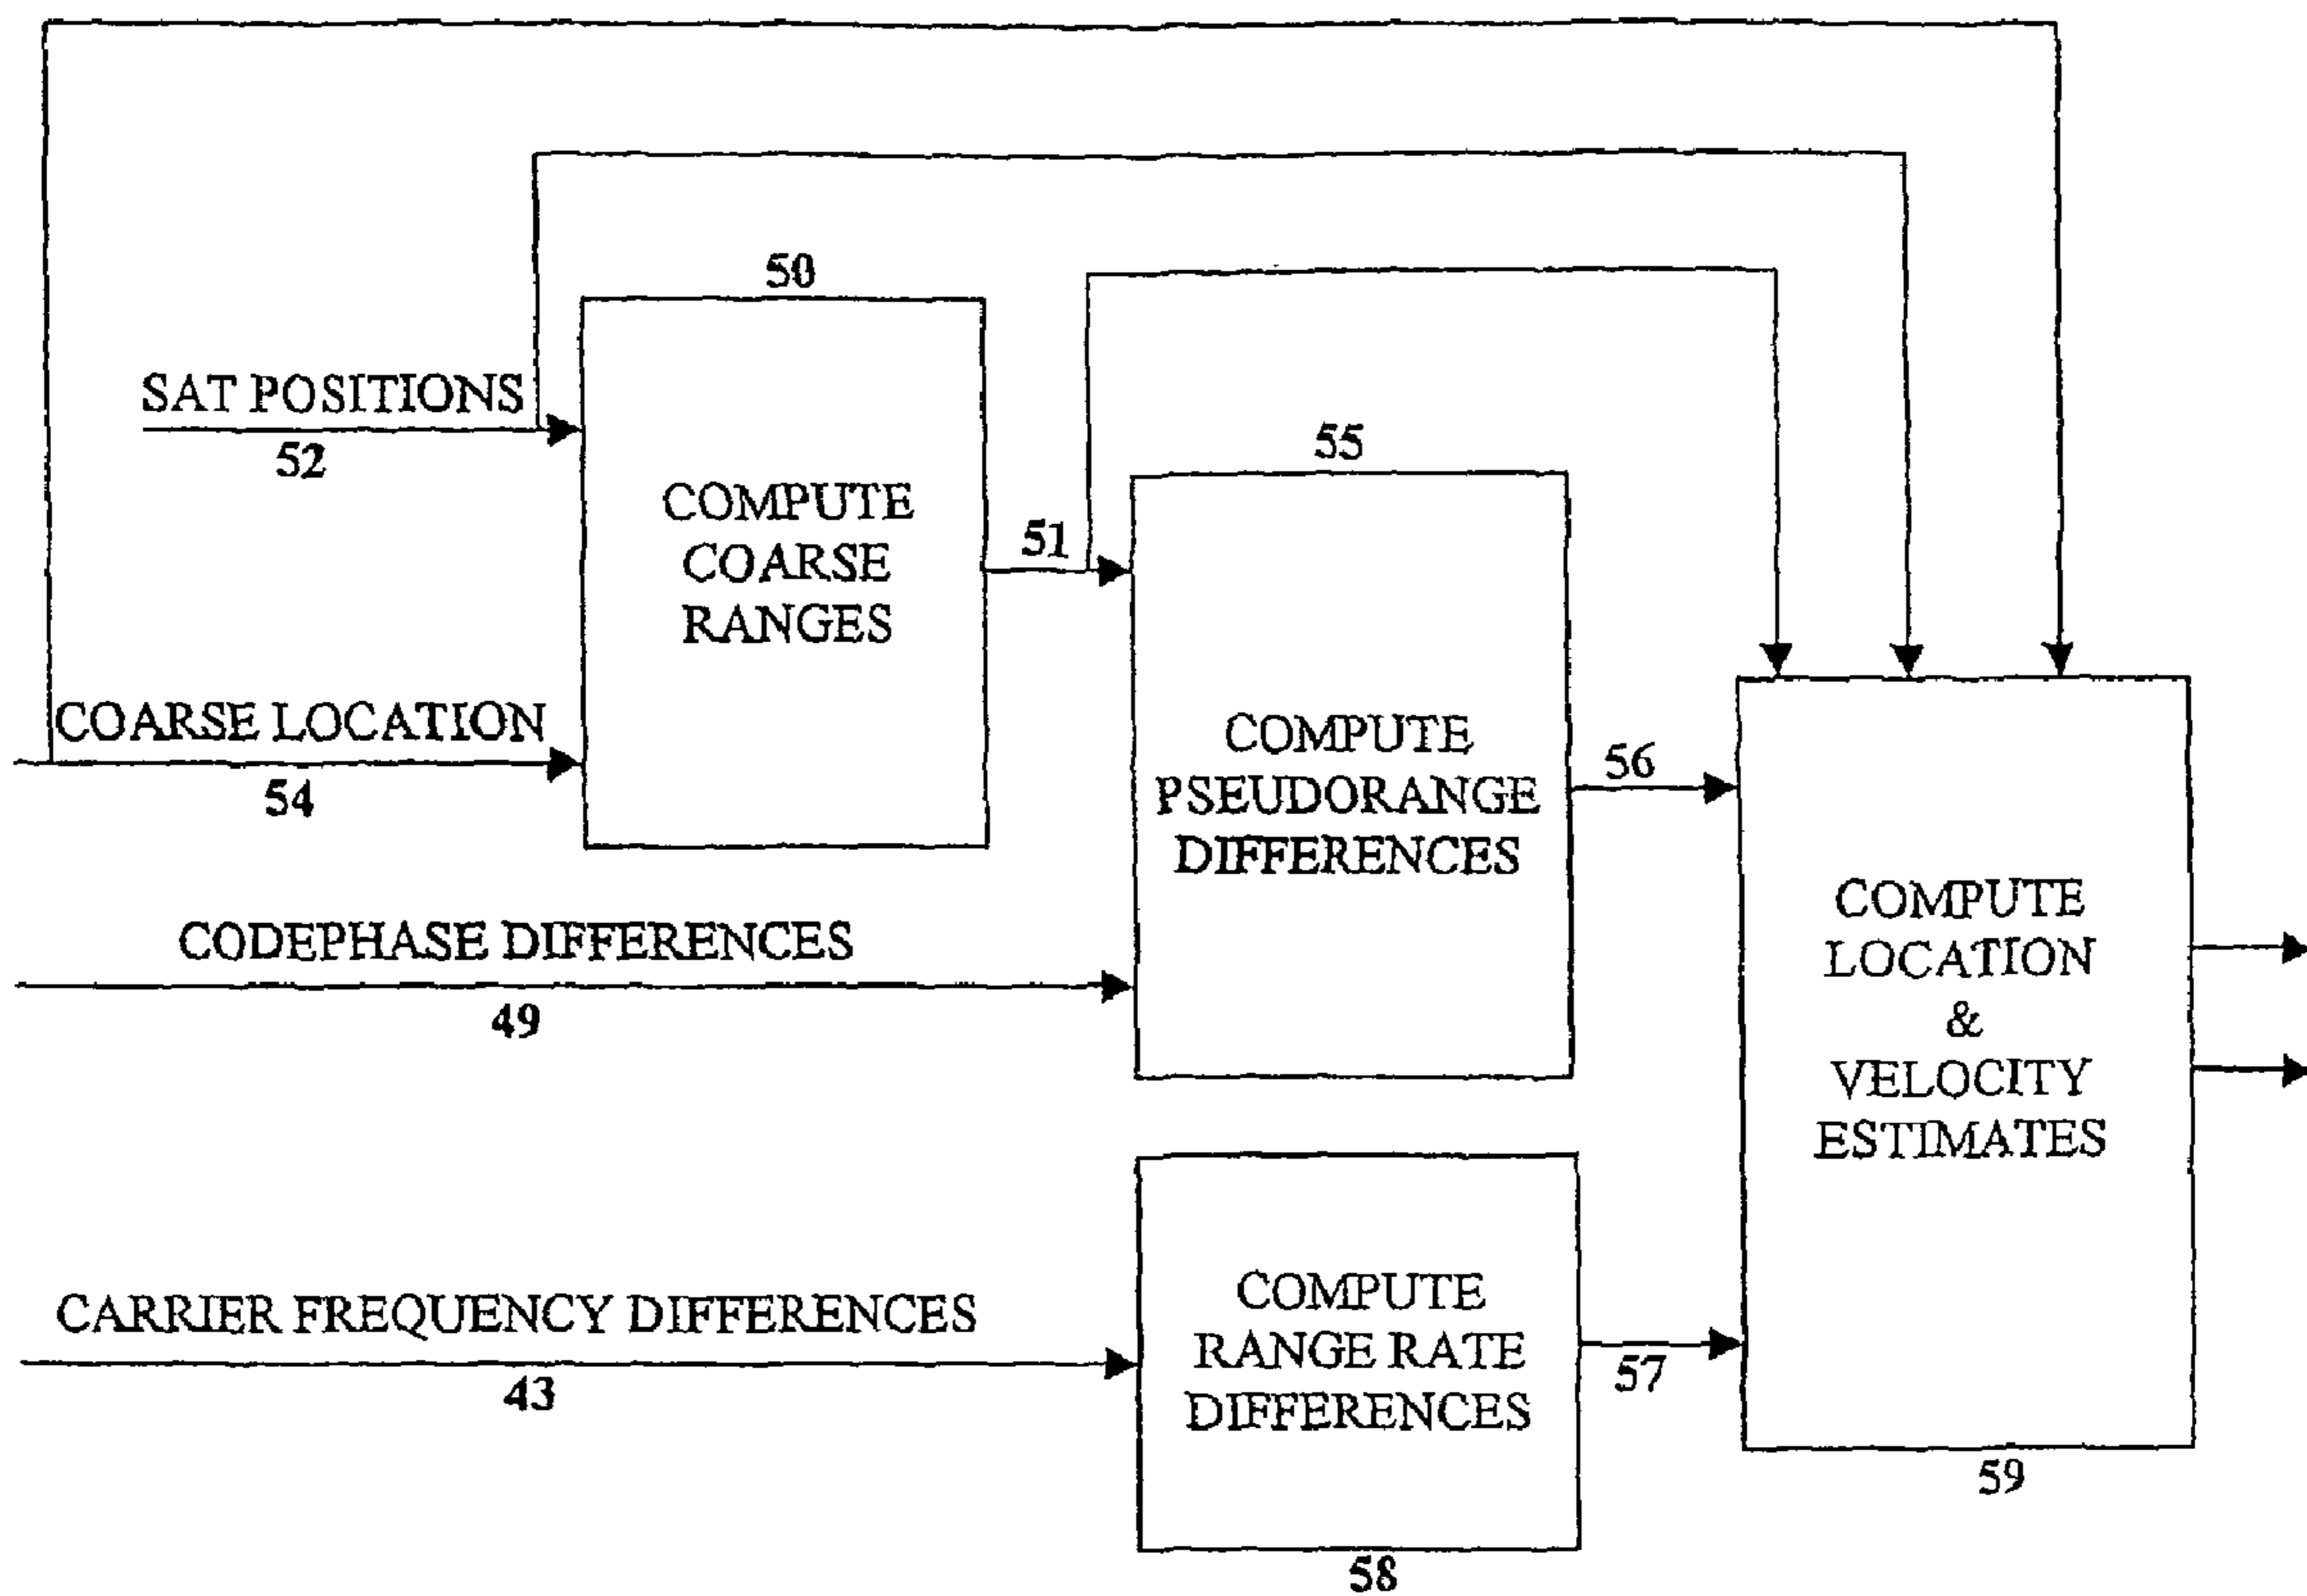 50
SAT POSITIONS
52
COMPUTE
COARSE
RANGES
51
55
COARSE LOCATION
54
COMPUTE
PSEUDORANGE
DIFFERENCES
56
CODEPHASE DIFFERENCES
49
COMPUTE
LOCATION
&
VELOCITY
ESTIMATES
59
CARRIER FREQUENCY DIFFERENCES
43
COMPUTE
RANGE RATE
DIFFERENCES
57
58